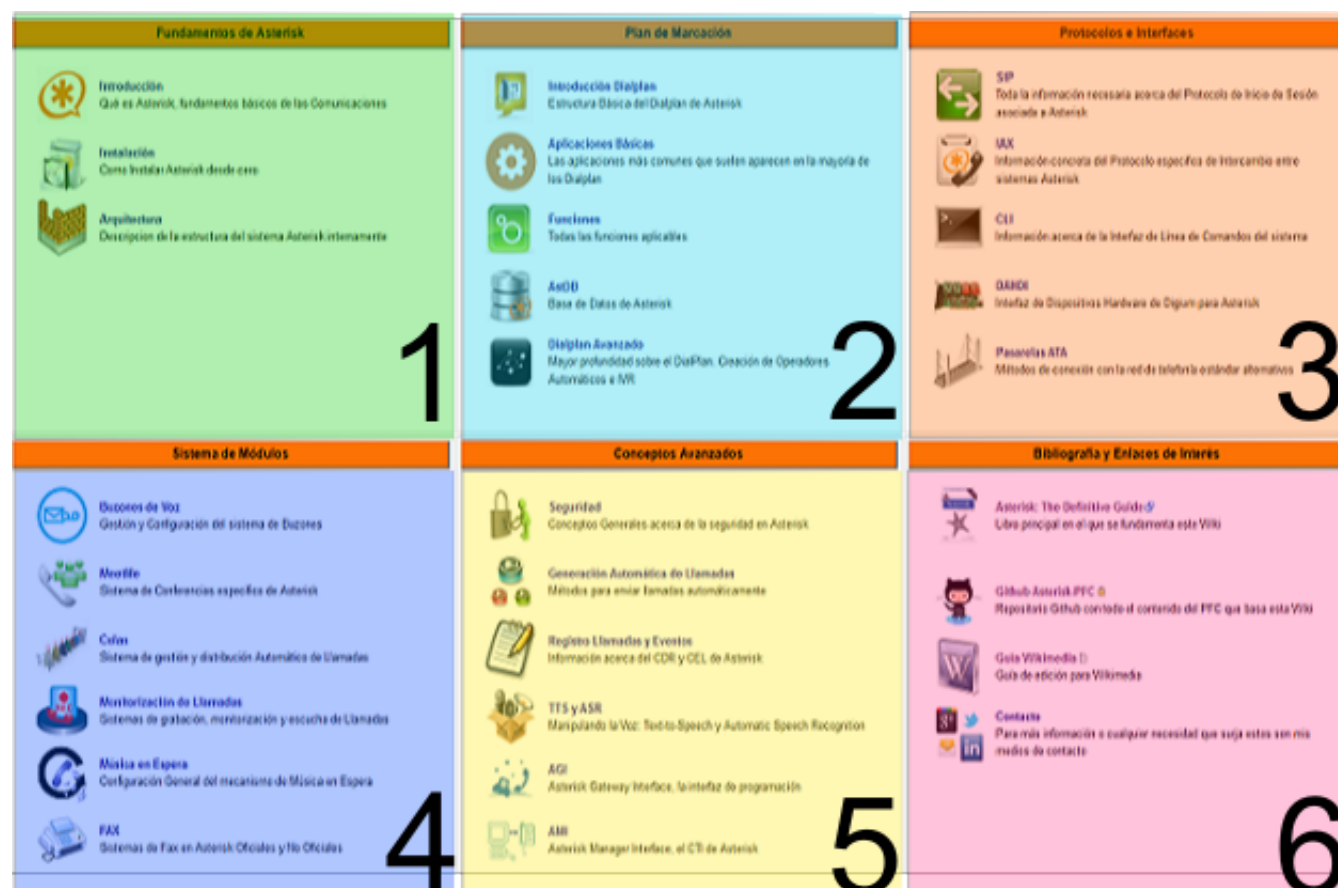 Fundamentos de Asterisk
Introducción
Qué es Asterisk, fundamentos básicos de las Comunicaciones
Instalación
Como Instalar Asterisk desde cero
Arquitectura
Descripcion de la estructura del sistema Asterisk internamente
1
Plan de Marcación
Introducción Dialplan
Estructura Básica del Dialplan de Asterisk
Aplicaciones Básicas
Las aplicaciones más comunes que suelen aparecen en la mayoría de
los Dialplan
Funciones
Todas las funciones aplicables
AstDB
Base de Datos de Asterisk
Dialplan Avanzado
Mayor profundidad sobre el DialPlan. Creación de Operadores
Automáticos e IVR
2
Protocolos e Interfaces
SIP
Toda la información necesaria acerca del Protocolo de Inicio de Sesión
asociada a Asterisk
IAX
Información concreta del Protocolo especifica de Intercambio entre
sistemas Asterisk
CLI
Información acerca de la Interfaz de Linea de Comandos del sistema
DAHDI
Interfaz de Dispositivos Hardware de Digium para Asterisk
Pasarelas ATA
Métodos de conexión con la red de telefonía estándar alternativos
3
Sistema de Módulos
Buzones de Voz
Gestión y Configuración del sistema de Buzones
MeetMe
Sistema de Conferencias especifica de Asterisk
Colas
Sistema de gestión y distribución Automática de Llamadas
Monitorización de Llamadas
Sistemas de grabación, monitorización y escucha de Llamadas
Música en Espera
Configuración General del mecanismo de Música en Espera
FAX
Sistemas de Fax en Asterisk Oficiales y No Oficiales
4
Conceptos Avanzados
Seguridad
Conceptos Generales acerca de la seguridad en Asterisk
Generación Automática de Llamadas
Métodos para enviar llamadas automáticamente
Registro Llamadas y Eventos
Información acerca del CDR y CEL de Asterisk
TTS y ASR
Manipulando la Voz: Text-to-Speech y Automatic Speech Recognition
AGI
Asterisk Gateway Interface, la interfaz de programación
AMI
Asterisk Manager Interface, el CTI de Asterisk
5
Bibliografía y Enlaces de Interés
Asterisk: The Definitive Guide
Libro principal en el que se fundamenta este Wiki
Github Asterisk PFC
Repositorio Github con todo el contenido del PFC que basa esta Wiki
Guía Wikimedia
Guía de edición para Wikimedia
Contacto
Para más información o cualquier necesidad que surja estos son mis
medios de contacto
6